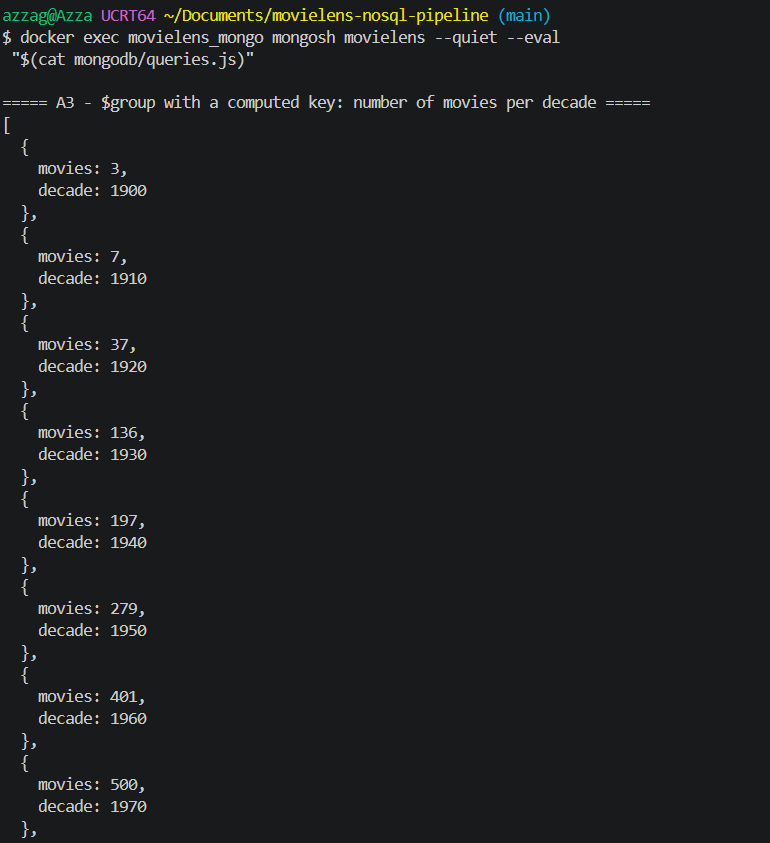 azzag@Azza UCRT64 ~/Documents/movielens-nosql-pipeline (main)
$ docker exec movielens_mongo mongosh movielens --quiet --eval
 "$(cat mongodb/queries.js)"

===== A3 - $group with a computed key: number of movies per decade =====
[
  {
    movies: 3,
    decade: 1900
  },
  {
    movies: 7,
    decade: 1910
  },
  {
    movies: 37,
    decade: 1920
  },
  {
    movies: 136,
    decade: 1930
  },
  {
    movies: 197,
    decade: 1940
  },
  {
    movies: 279,
    decade: 1950
  },
  {
    movies: 401,
    decade: 1960
  },
  {
    movies: 500,
    decade: 1970
  },